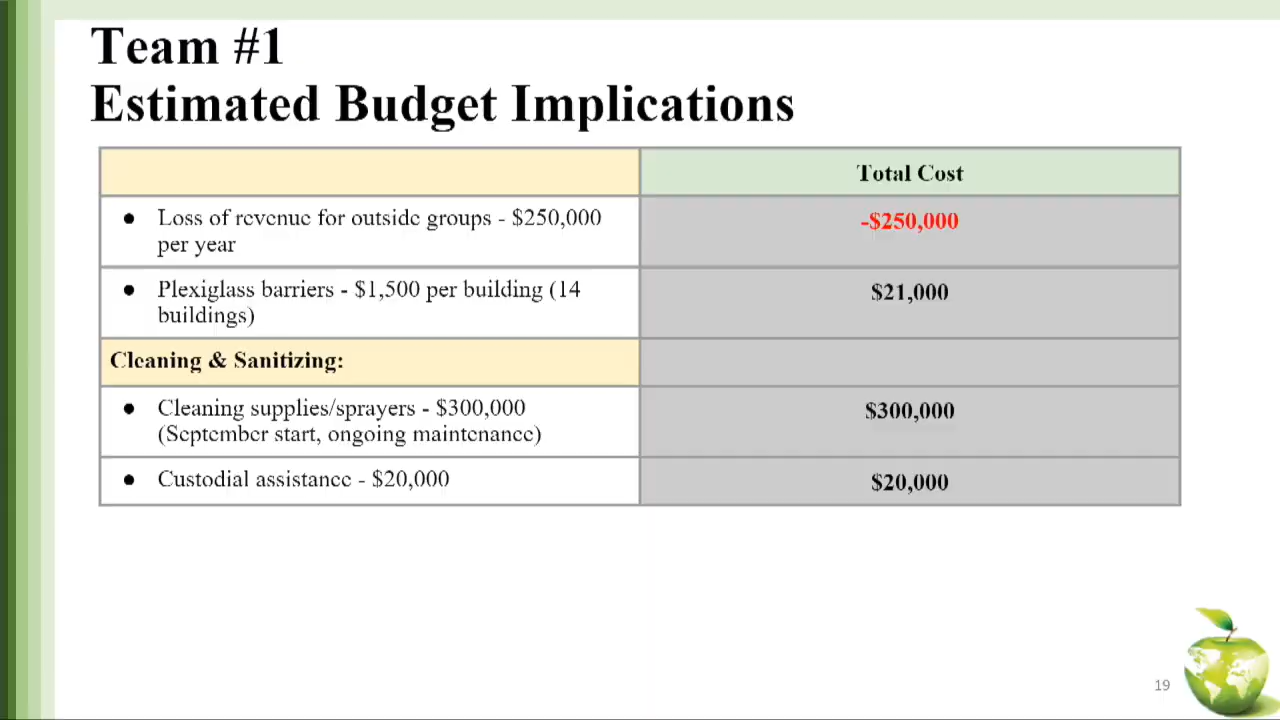 Team #1
Estimated Budget Implications
Total Cost
● Loss of revenue for outside groups - $250,000
per year
-$250,000
● Plexiglass barriers - $1,500 per building (14
buildings)
$21,000
Cleaning & Sanitizing:
● Cleaning supplies/sprayers - $300,000
(September start, ongoing maintenance)
$300,000
● Custodial assistance - $20,000
$20,000
19